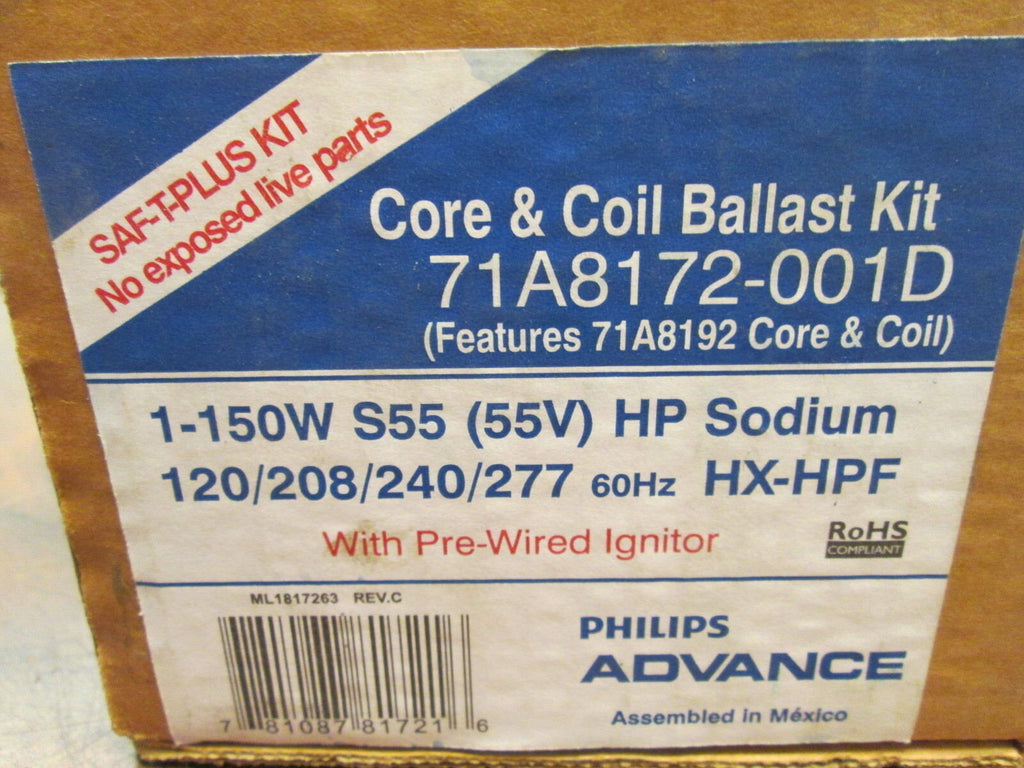 SAF-T-PLUS KIT
No exposed live parts
Core & Coil Ballast Kit
71A8172-001D
(Features 71A8192 Core & Coil)
1-150W S55 (55V) HP Sodium
120/208/240/277 60Hz HX-HPF
With Pre-Wired Ignitor
RoHS
COMPLIANT
ML1817263 REV.C
7 81087 81721 6
PHILIPS
ADVANCE
Assembled in México